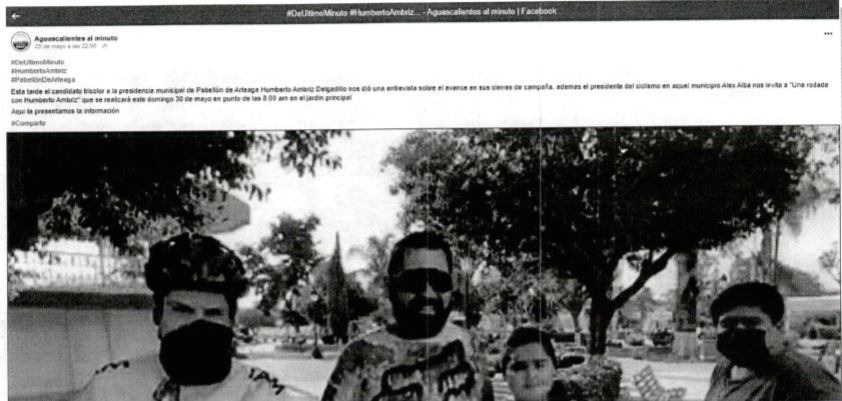 #DeUltimoMinuto #HumbertoAmbriz... - Aguascalientes al minuto | Facebook
Aguascalientes al minuto
25 de mayo a las 22:55
#DeUltimoMinuto
#HumbertoAmbriz
#PabellónDeArteaga
Esta tarde el candidato tricolor a la presidencia municipal de Pabellón de Arteaga Humberto Ambriz Delgadillo nos dió una entrevista sobre el avance en sus cierres de campaña, ademas el presidente del ciclismo en aquel municipio Alex Alba nos invita a "Una rodada
con Humberto Ambriz" que se realizará este domingo 30 de mayo en punto de las 8:00 am en el jardín principal
Aquí te presentamos la información
#Comparte